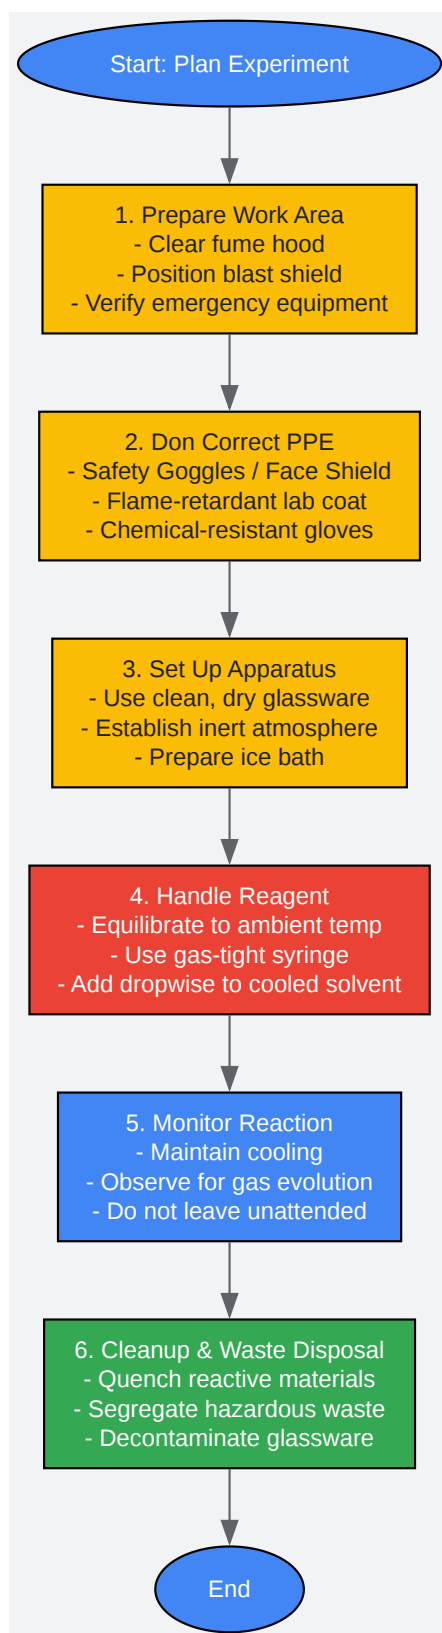 Start: Plan Experiment
1. Prepare Work Area
- Clear fume hood
- Position blast shield
- Verify emergency equipment
2. Don Correct PPE
- Safety Goggles / Face Shield
- Flame-retardant lab coat
- Chemical-resistant gloves
3. Set Up Apparatus
- Use clean, dry glassware
- Establish inert atmosphere
- Prepare ice bath
4. Handle Reagent
- Equilibrate to ambient temp
- Use gas-tight syringe
- Add dropwise to cooled solvent
5. Monitor Reaction
- Maintain cooling
- Observe for gas evolution
- Do not leave unattended
6. Cleanup & Waste Disposal
- Quench reactive materials
- Segregate hazardous waste
- Decontaminate glassware
End